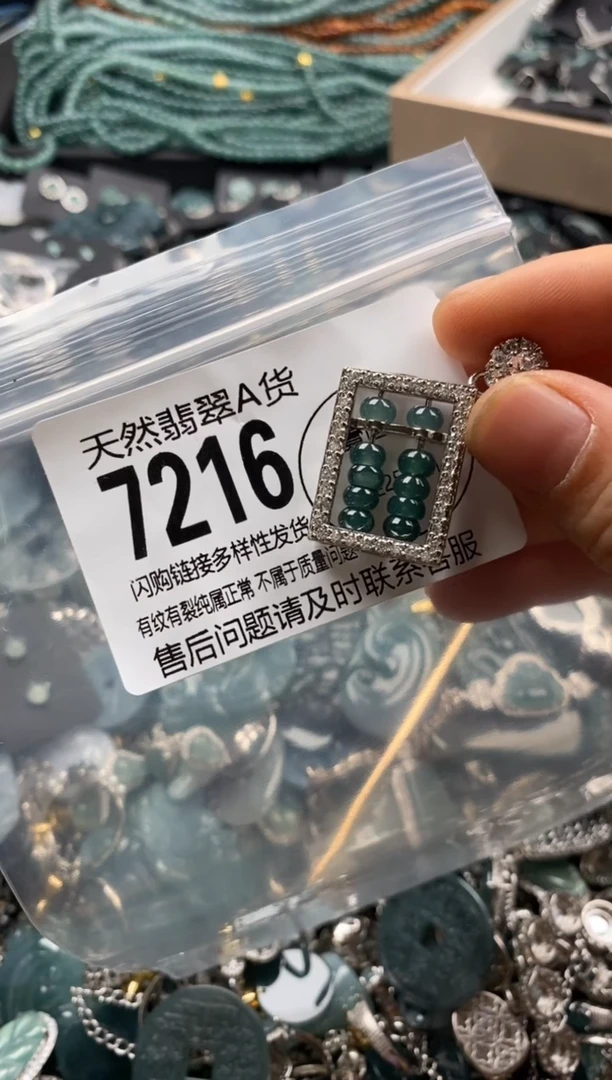 天然翡翠A货
7216
闪购链接多样性发货
有纹有裂纯属正常 不属于质量问题
售后问题请及时联系客服